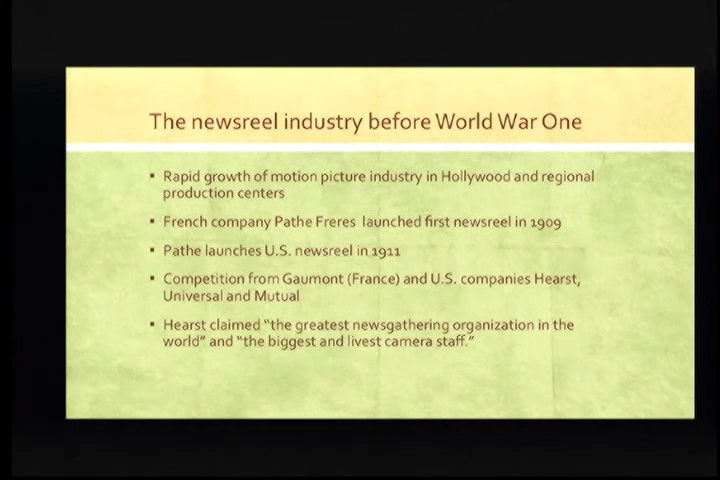 The newsreel industry before World War One
▪ Rapid growth of motion picture industry in Hollywood and regional
production centers
▪ French company Pathe Freres launched first newsreel in 1909
▪ Pathe launches U.S. newsreel in 1911
▪ Competition from Gaumont (France) and U.S. companies Hearst,
Universal and Mutual
▪ Hearst claimed “the greatest newsgathering organization in the
world” and “the biggest and livest camera staff.”